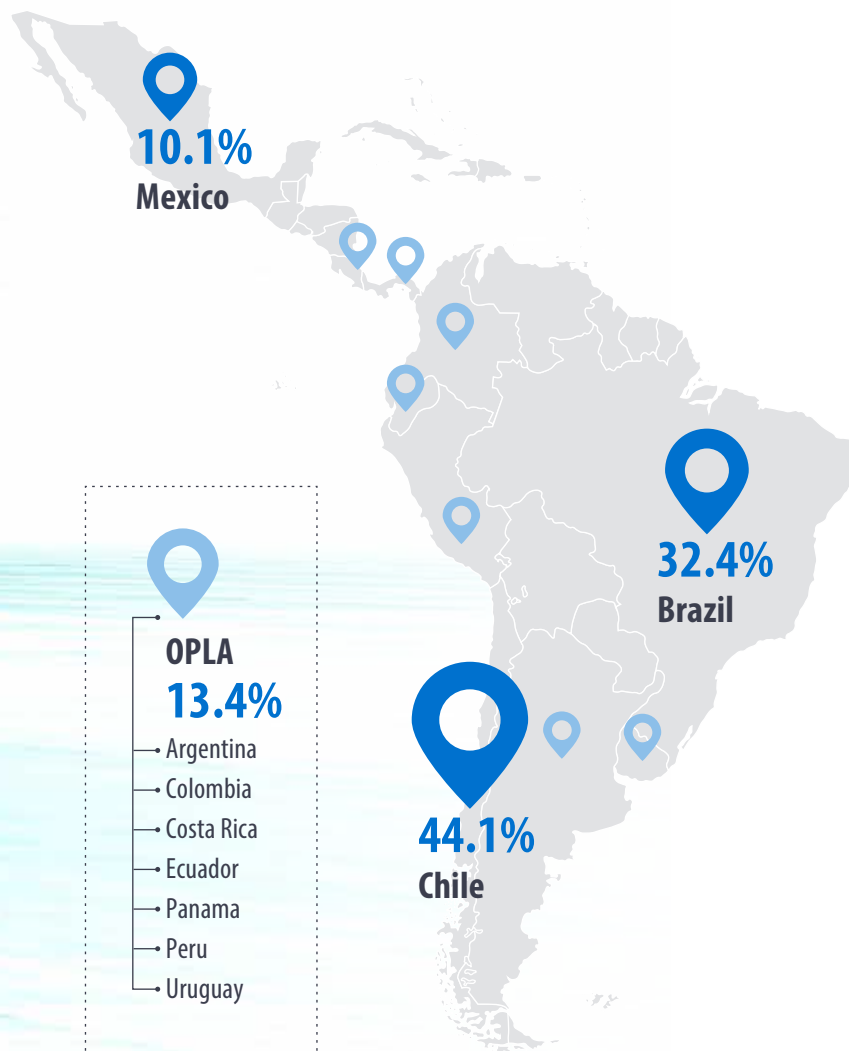 10.1%
Mexico
32.4%
Brazil
OPLA
13.4%
Argentina
Colombia
Costa Rica
Ecuador
Panama
Peru
Uruguay
44.1%
Chile